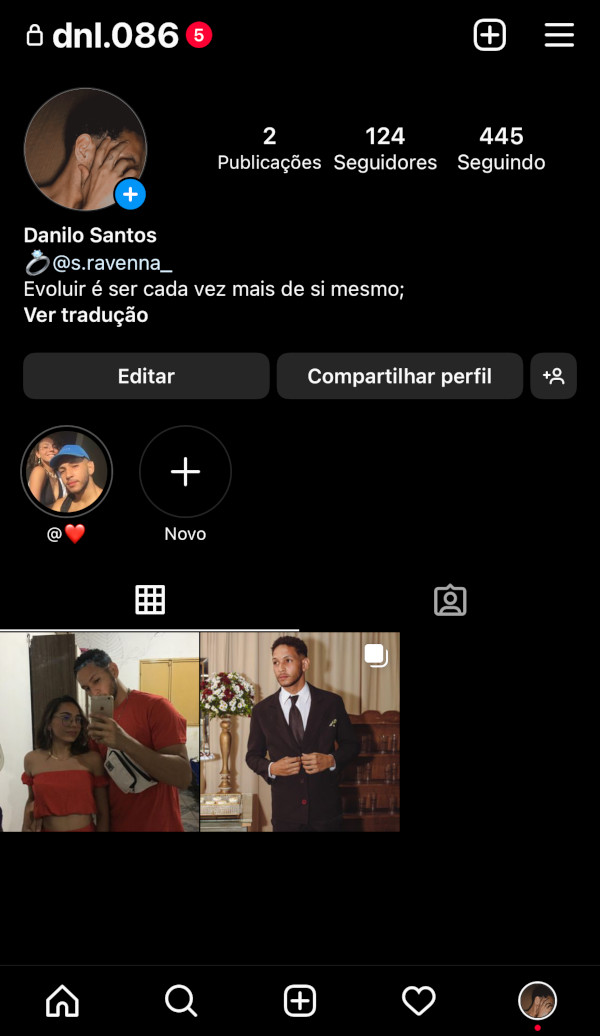 dnl.086 5
2 124 445
Publicações Seguidores Seguindo
Danilo Santos
💍@s.ravenna_
Evoluir é ser cada vez mais de si mesmo;
Ver tradução
Editar Compartilhar perfil
@❤️ Novo